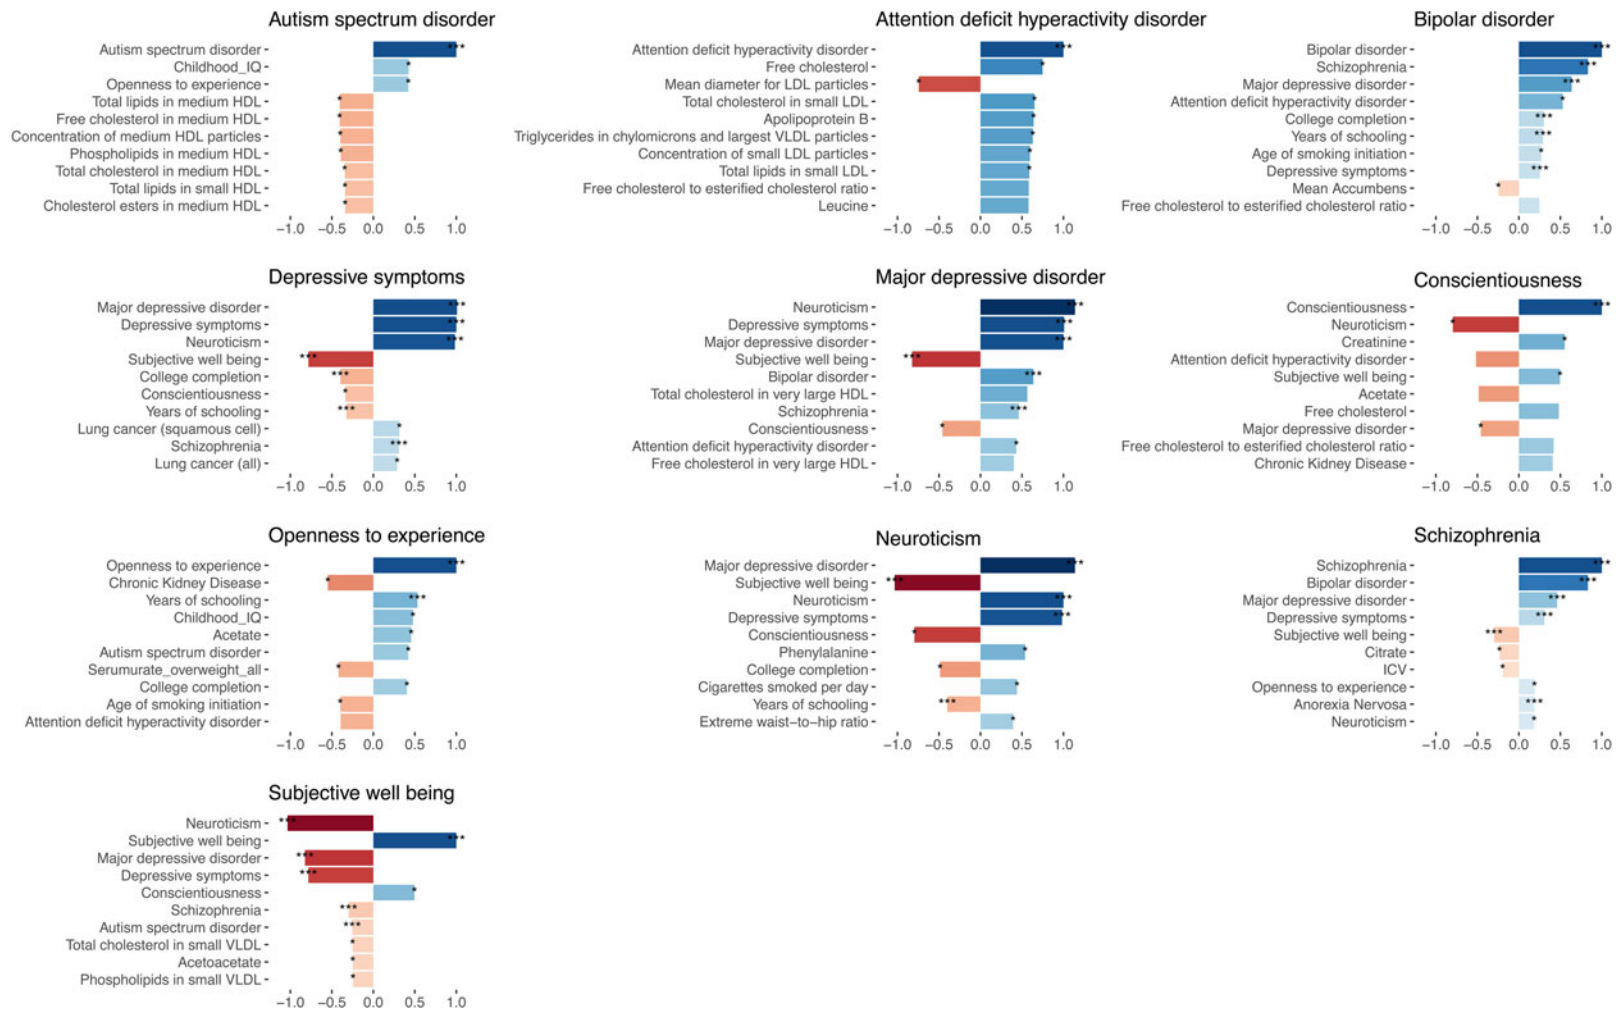 Autism spectrum disorder
Autism spectrum disorder
***
Childhood_IQ
*
Openness to experience
*
Total lipids in medium HDL
*
Free cholesterol in medium HDL
*
Concentration of medium HDL particles
*
Phospholipids in medium HDL
*
Total cholesterol in medium HDL
*
Total lipids in small HDL
*
Cholesterol esters in medium HDL
*
−1.0 −0.5 0.0 0.5 1.0
Attention deficit hyperactivity disorder
Attention deficit hyperactivity disorder
***
Free cholesterol
*
Mean diameter for LDL particles
*
Total cholesterol in small LDL
*
Apolipoprotein B
*
Triglycerides in chylomicrons and largest VLDL particles
*
Concentration of small LDL particles
*
Total lipids in small LDL
*
Free cholesterol to esterified cholesterol ratio
Leucine
−1.0 −0.5 0.0 0.5 1.0
Bipolar disorder
Bipolar disorder
***
Schizophrenia
***
Major depressive disorder
***
Attention deficit hyperactivity disorder
*
College completion
***
Years of schooling
***
Age of smoking initiation
*
Depressive symptoms
***
Mean Accumbens
*
Free cholesterol to esterified cholesterol ratio
−1.0 −0.5 0.0 0.5 1.0
Depressive symptoms
Major depressive disorder
***
Depressive symptoms
***
Neuroticism
***
Subjective well being
***
College completion
***
Conscientiousness
*
Years of schooling
***
Lung cancer (squamous cell)
*
Schizophrenia
***
Lung cancer (all)
*
−1.0 −0.5 0.0 0.5 1.0
Major depressive disorder
Neuroticism
***
Depressive symptoms
***
Major depressive disorder
***
Subjective well being
***
Bipolar disorder
***
Total cholesterol in very large HDL
Schizophrenia
***
Conscientiousness
*
Attention deficit hyperactivity disorder
*
Free cholesterol in very large HDL
−1.0 −0.5 0.0 0.5 1.0
Conscientiousness
Conscientiousness
***
Neuroticism
*
Creatinine
*
Attention deficit hyperactivity disorder
Subjective well being
*
Acetate
Free cholesterol
Major depressive disorder
*
Free cholesterol to esterified cholesterol ratio
Chronic Kidney Disease
−1.0 −0.5 0.0 0.5 1.0
Openness to experience
Openness to experience
***
Chronic Kidney Disease
*
Years of schooling
***
Childhood_IQ
*
Acetate
*
Autism spectrum disorder
*
Serumurate_overweight_all
*
College completion
*
Age of smoking initiation
*
Attention deficit hyperactivity disorder
−1.0 −0.5 0.0 0.5 1.0
Neuroticism
Major depressive disorder
***
Subjective well being
***
Neuroticism
***
Depressive symptoms
***
Conscientiousness
*
Phenylalanine
*
College completion
*
Cigarettes smoked per day
*
Years of schooling
***
Extreme waist−to−hip ratio
*
−1.0 −0.5 0.0 0.5 1.0
Schizophrenia
Schizophrenia
***
Bipolar disorder
***
Major depressive disorder
***
Depressive symptoms
***
Subjective well being
***
Citrate
*
ICV
*
Openness to experience
*
Anorexia Nervosa
***
Neuroticism
*
−1.0 −0.5 0.0 0.5 1.0
Subjective well being
Neuroticism
***
Subjective well being
***
Major depressive disorder
***
Depressive symptoms
***
Conscientiousness
*
Schizophrenia
***
Autism spectrum disorder
***
Total cholesterol in small VLDL
*
Acetoacetate
*
Phospholipids in small VLDL
*
−1.0 −0.5 0.0 0.5 1.0